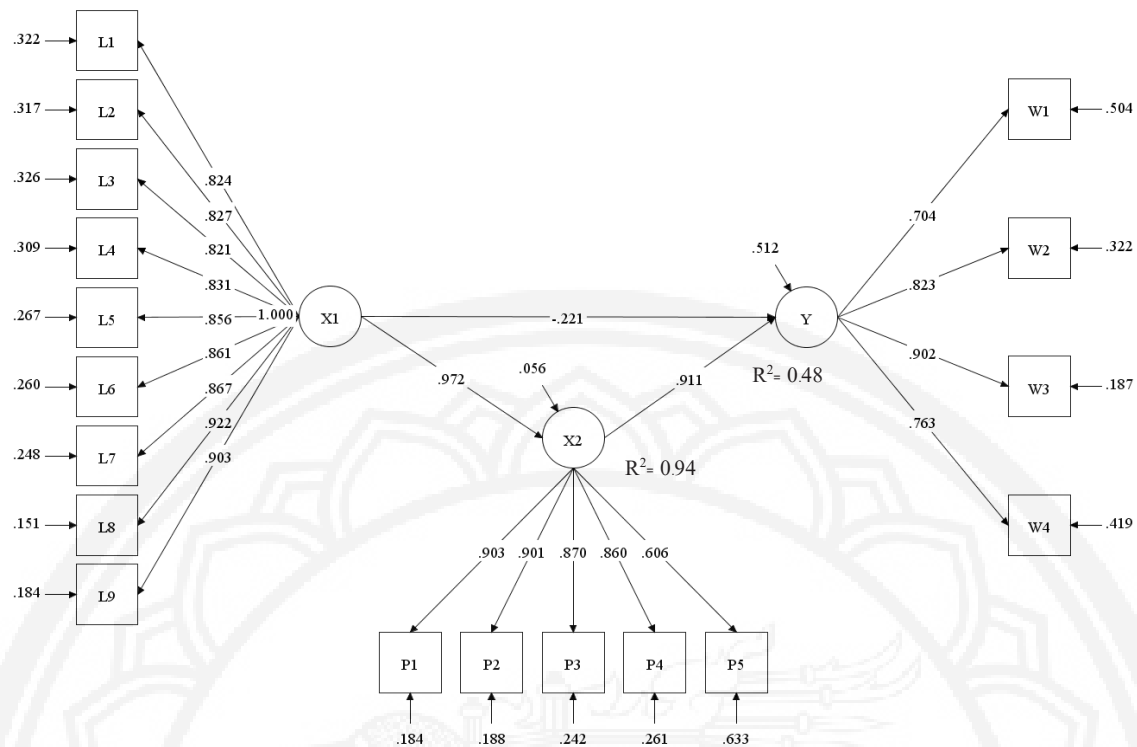 .322 L1
.317 L2
.326 L3
.309 L4
.267 L5
.260 L6
.248 L7
.151 L8
.184 L9
.824
.827
.821
.831
.856
.861
.867
.922
.903
1.000
X1
-.221
.972
.056
X2
R²= 0.94
.911
.512
Y
R²= 0.48
.704
.823
.902
.763
W1 .504
W2 .322
W3 .187
W4 .419
.903 .901 .870 .860 .606
P1 P2 P3 P4 P5
.184 .188 .242 .261 .633